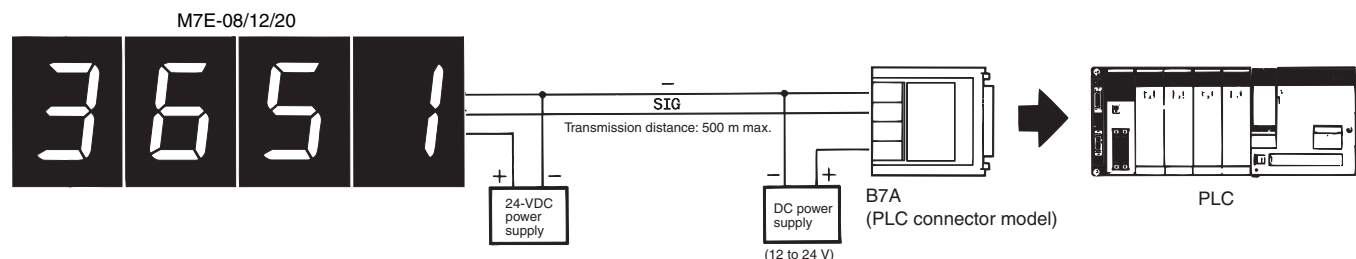 M7E-08/12/20
3651
−
SIG
Transmission distance: 500 m max.
+ −
24-VDC
power
supply
− +
DC power
supply
(12 to 24 V)
B7A
(PLC connector model)
PLC